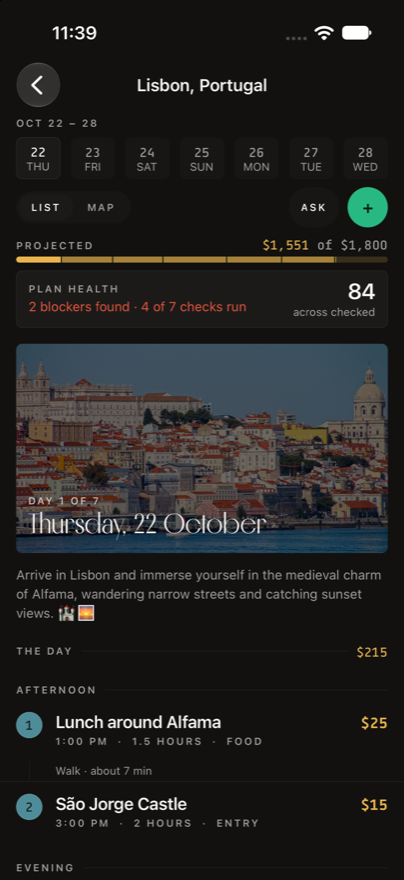 11:39
Lisbon, Portugal
OCT 22 – 28
22 23 24 25 26 27 28
THU FRI SAT SUN MON TUE WED
LIST MAP ASK +
PROJECTED $1,551 of $1,800
PLAN HEALTH
2 blockers found · 4 of 7 checks run
84
across checked
DAY 1 OF 7
Thursday, 22 October
Arrive in Lisbon and immerse yourself in the medieval charm
of Alfama, wandering narrow streets and catching sunset
views. 🏰🌅
THE DAY $215
AFTERNOON
1 Lunch around Alfama $25
1:00 PM · 1.5 HOURS · FOOD
Walk · about 7 min
2 São Jorge Castle $15
3:00 PM · 2 HOURS · ENTRY
EVENING